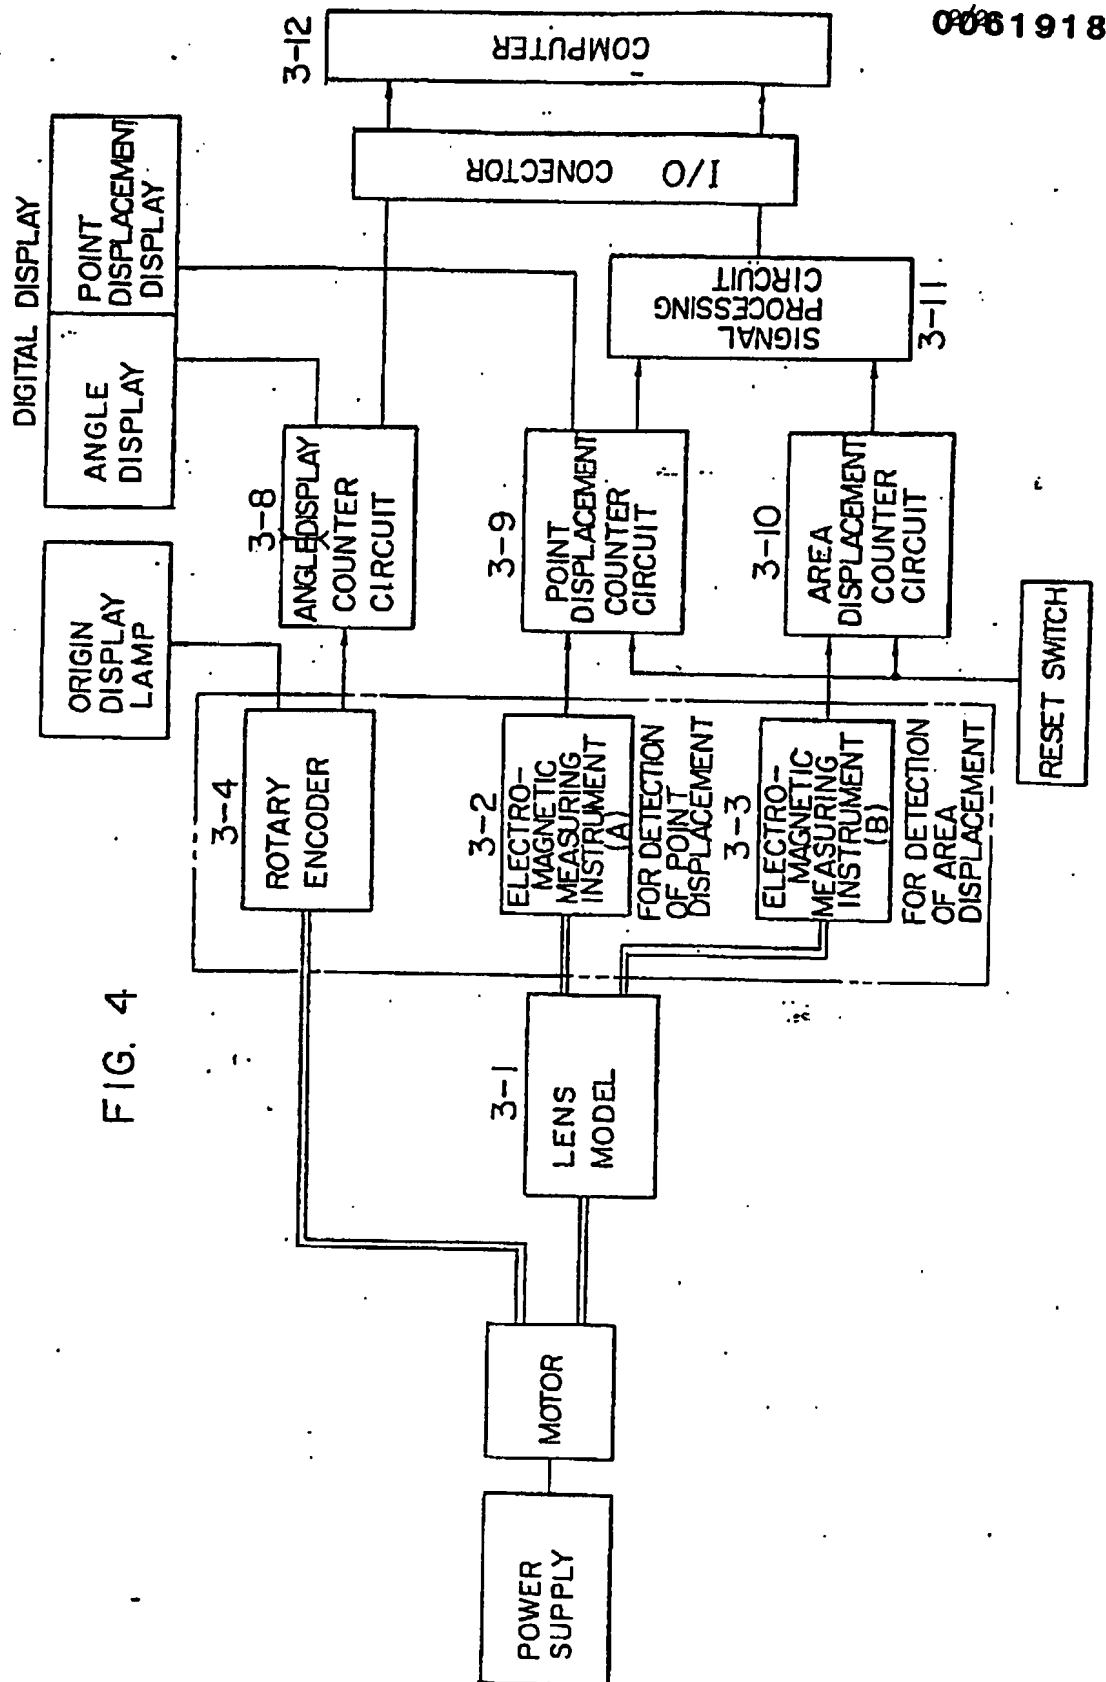 0061918
FIG. 4
DIGITAL DISPLAY
ORIGIN
DISPLAY
LAMP
ANGLE
DISPLAY
POINT
DISPLACEMENT
DISPLAY
3-4
ROTARY
ENCODER
3-8
ANGLE DISPLAY
COUNTER
CIRCUIT
3-12
COMPUTER
I/O CONECTOR
POWER
SUPPLY
MOTOR
3-1
LENS
MODEL
3-2
ELECTRO-
MAGNETIC
MEASURING
INSTRUMENT
(A)
FOR DETECTION
OF POINT
DISPLACEMENT
3-9
POINT
DISPLACEMENT
COUNTER
CIRCUIT
3-3
ELECTRO-
MAGNETIC
MEASURING
INSTRUMENT
(B)
FOR DETECTION
OF AREA
DISPLACEMENT
3-10
AREA
DISPLACEMENT
COUNTER
CIRCUIT
SIGNAL
PROCESSING
CIRCUIT
3-11
RESET SWITCH